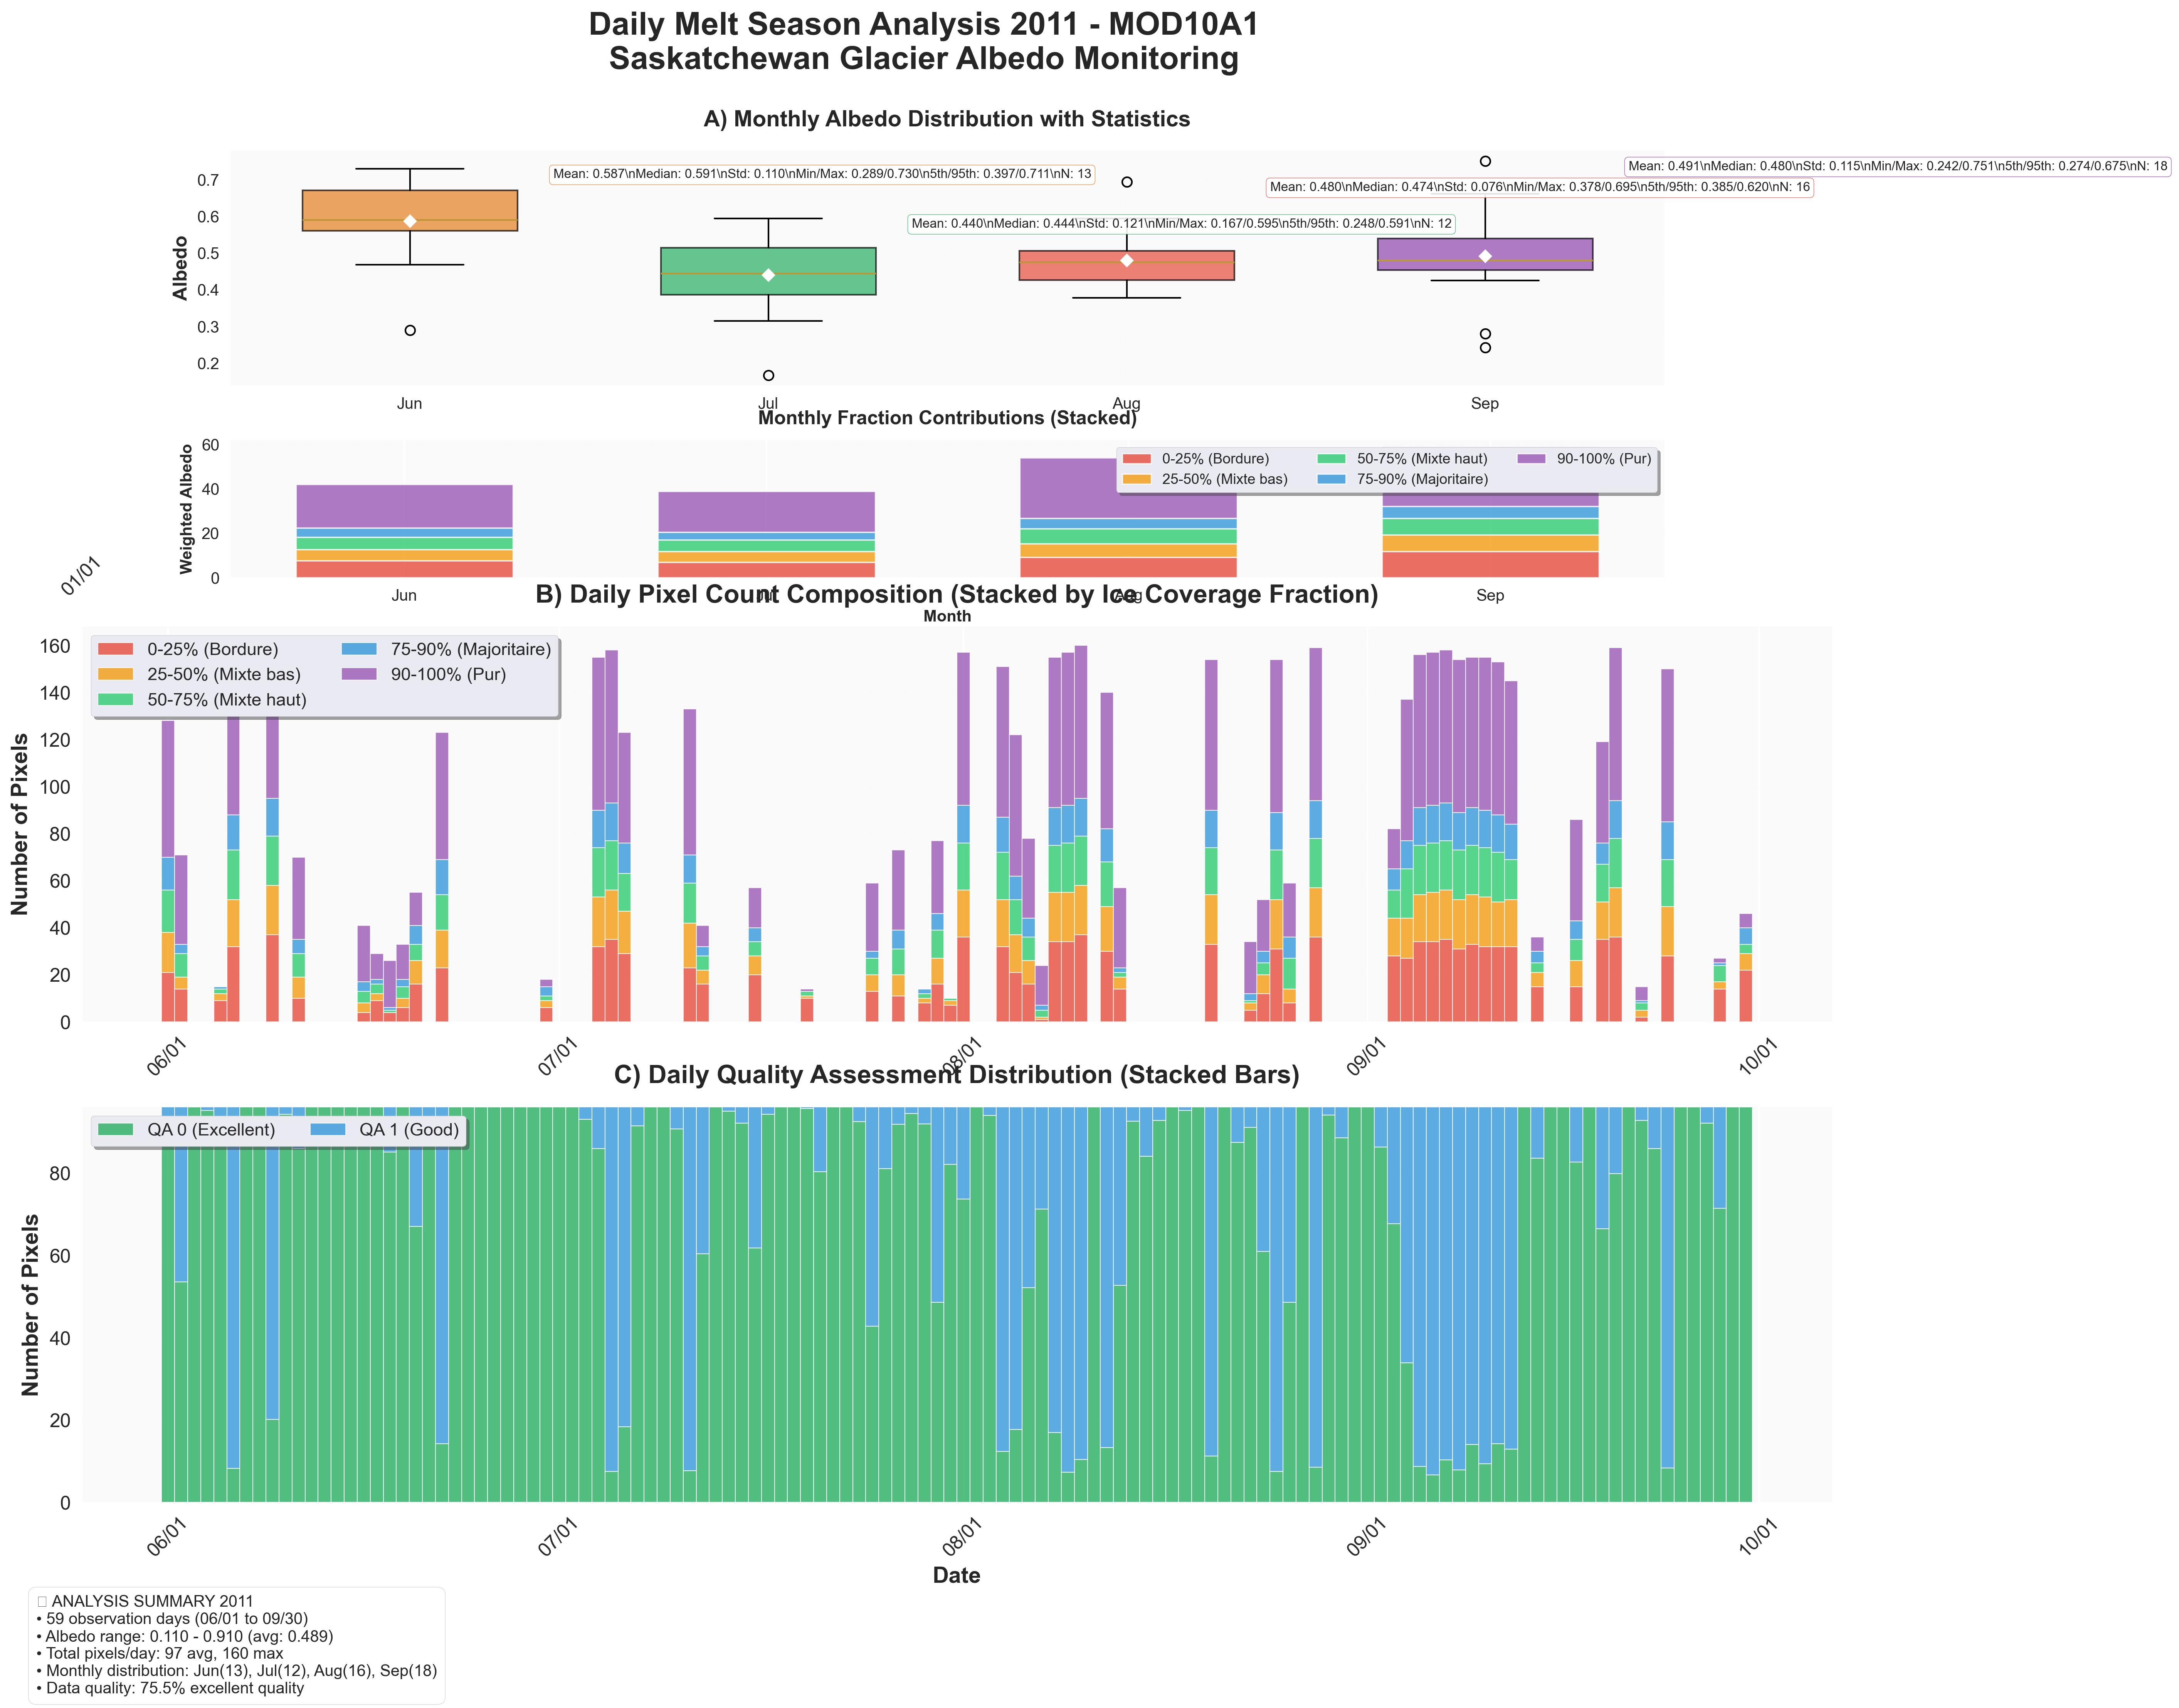 Daily Melt Season Analysis 2011 - MOD10A1
Saskatchewan Glacier Albedo Monitoring
A) Monthly Albedo Distribution with Statistics
Mean: 0.587\nMedian: 0.591\nStd: 0.110\nMin/Max: 0.289/0.730\n5th/95th: 0.397/0.711\nN: 13
Mean: 0.440\nMedian: 0.444\nStd: 0.121\nMin/Max: 0.167/0.595\n5th/95th: 0.248/0.591\nN: 12
Mean: 0.480\nMedian: 0.474\nStd: 0.076\nMin/Max: 0.378/0.695\n5th/95th: 0.385/0.620\nN: 16
Mean: 0.491\nMedian: 0.480\nStd: 0.115\nMin/Max: 0.242/0.751\n5th/95th: 0.274/0.675\nN: 18
Albedo
0.7
0.6
0.5
0.4
0.3
0.2
Jun
Jul
Aug
Sep
Monthly Fraction Contributions (Stacked)
Weighted Albedo
60
40
20
0
0-25% (Bordure)
25-50% (Mixte bas)
50-75% (Mixte haut)
75-90% (Majoritaire)
90-100% (Pur)
Jun
Jul
Aug
Sep
Month
01/01
B) Daily Pixel Count Composition (Stacked by Ice Coverage Fraction)
Number of Pixels
160
140
120
100
80
60
40
20
0
0-25% (Bordure)
25-50% (Mixte bas)
50-75% (Mixte haut)
75-90% (Majoritaire)
90-100% (Pur)
06/01
07/01
08/01
09/01
10/01
C) Daily Quality Assessment Distribution (Stacked Bars)
Number of Pixels
80
60
40
20
0
QA 0 (Excellent)
QA 1 (Good)
06/01
07/01
08/01
09/01
10/01
Date
ANALYSIS SUMMARY 2011
• 59 observation days (06/01 to 09/30)
• Albedo range: 0.110 - 0.910 (avg: 0.489)
• Total pixels/day: 97 avg, 160 max
• Monthly distribution: Jun(13), Jul(12), Aug(16), Sep(18)
• Data quality: 75.5% excellent quality